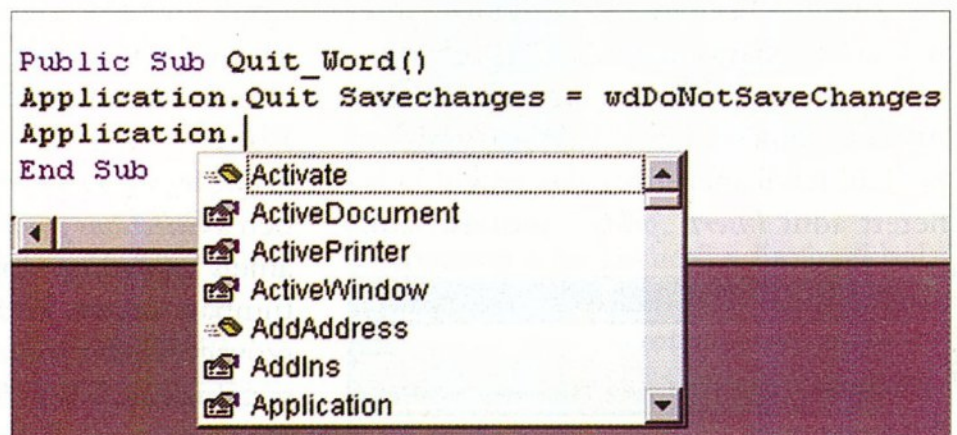 Public Sub Quit_Word()
Application.Quit Savechanges = wdDoNotSaveChanges
Application.
End Sub
Activate
ActiveDocument
ActivePrinter
ActiveWindow
AddAddress
AddIns
Application